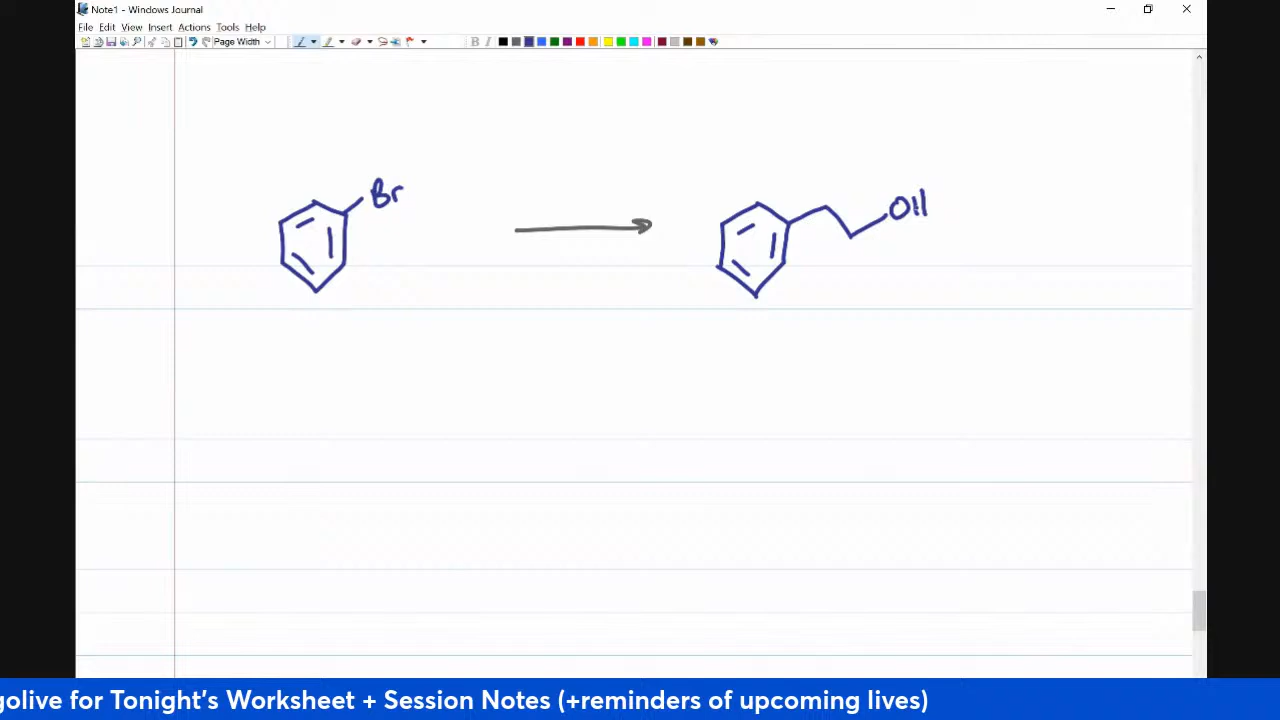 Note1 - Windows Journal
File Edit View Insert Actions Tools Help
Page Width
B I
Br
OH
golive for Tonight's Worksheet + Session Notes (+reminders of upcoming lives)